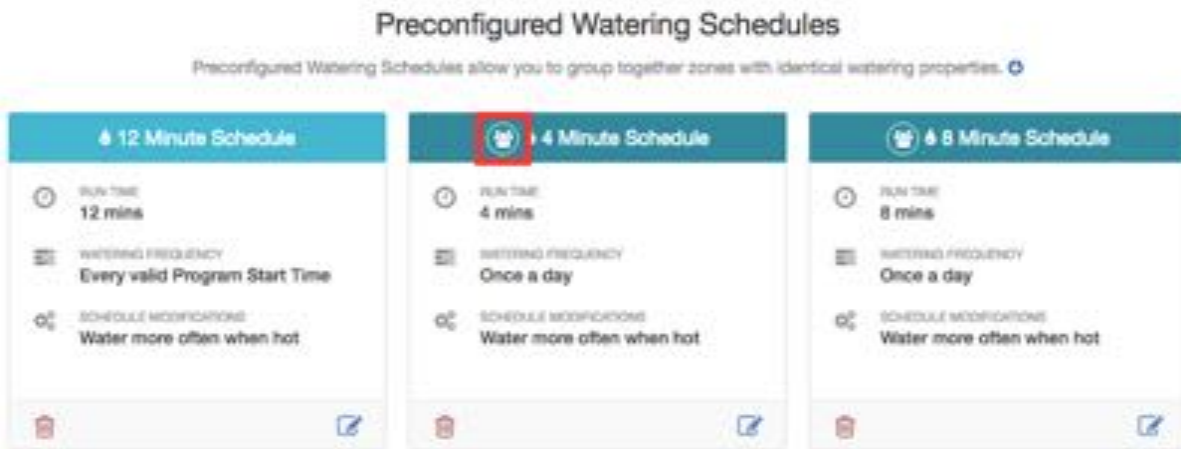 Preconfigured Watering Schedules
Preconfigured Watering Schedules allow you to group together zones with identical watering properties.
12 Minute Schedule
RUN TIME
12 mins
WATERING FREQUENCY
Every valid Program Start Time
SCHEDULE MODIFICATIONS
Water more often when hot
4 Minute Schedule
RUN TIME
4 mins
WATERING FREQUENCY
Once a day
SCHEDULE MODIFICATIONS
Water more often when hot
8 Minute Schedule
RUN TIME
8 mins
WATERING FREQUENCY
Once a day
SCHEDULE MODIFICATIONS
Water more often when hot